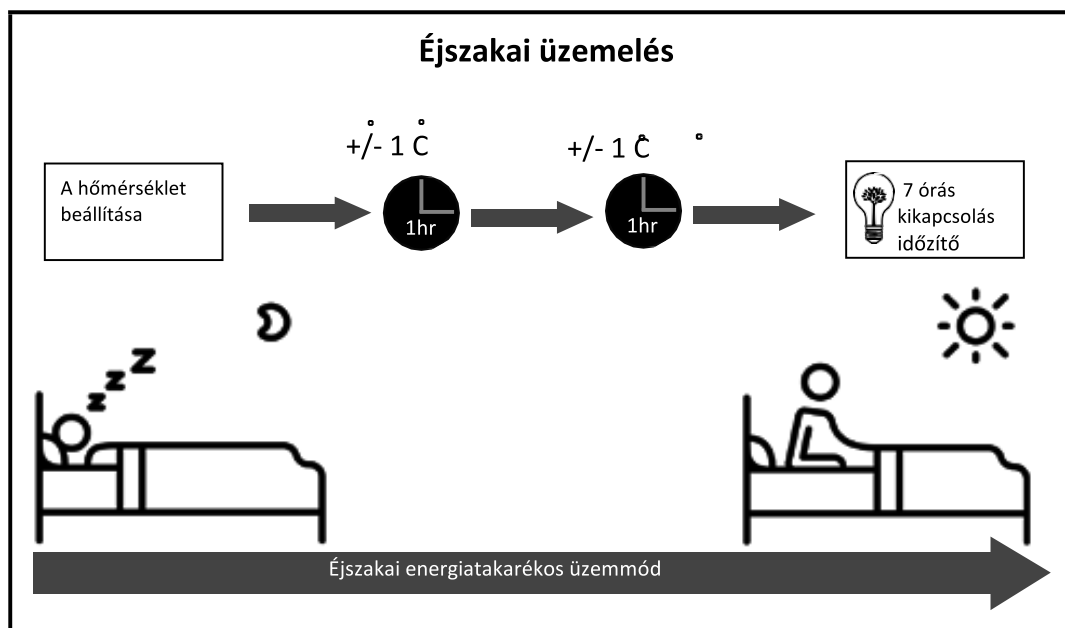 Éjszakai üzemelés
+/- 1 C
+/- 1 C
A hőmérséklet
beállítása
1hr
1hr
7 órás
kikapcsolás
időzítő
z z z
Éjszakai energiatakarékos üzemmód